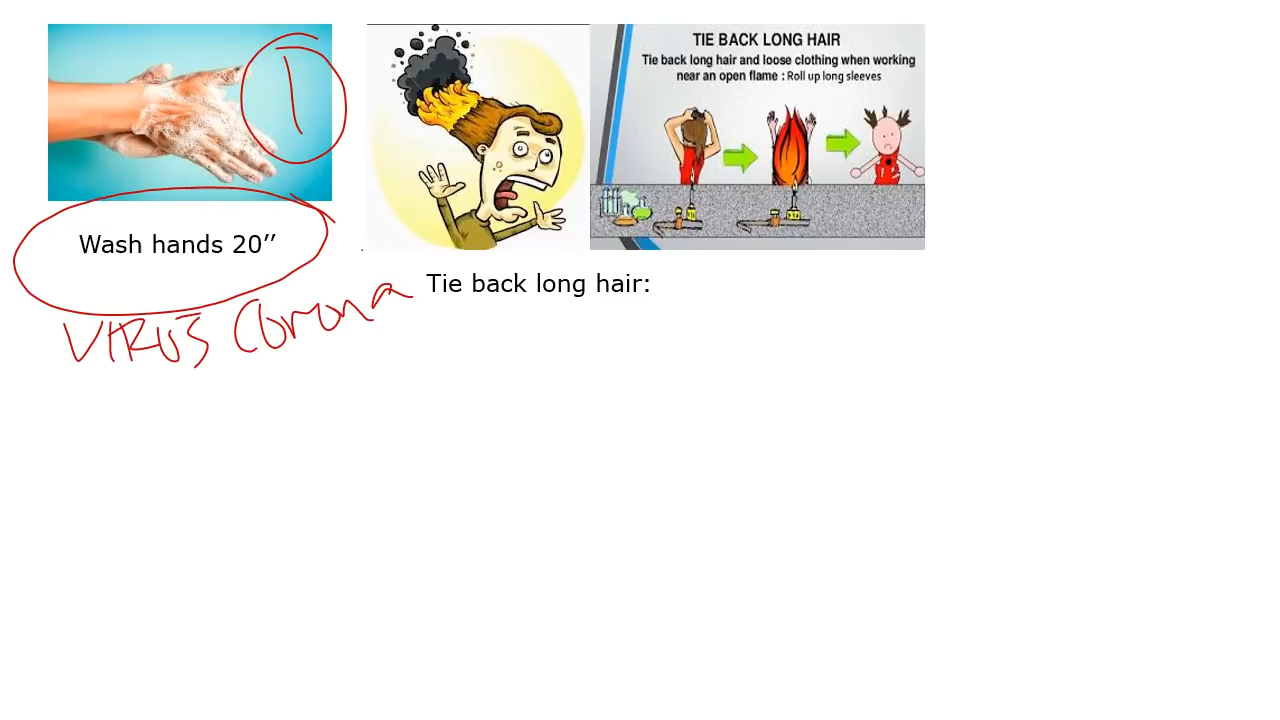 1
Wash hands 20’’
VIRUS Corona
TIE BACK LONG HAIR
Tie back long hair and loose clothing when working
near an open flame : Roll up long sleeves
Tie back long hair: